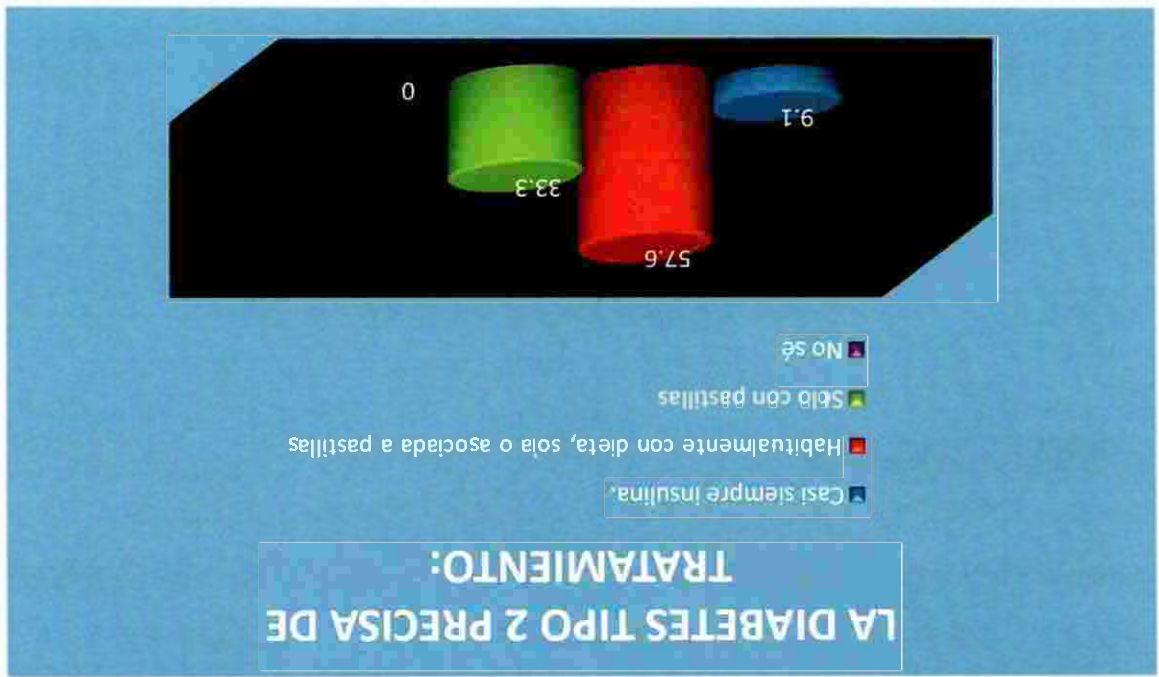 LA DIABETES TIPO 2 PRECISA DE
TRATAMIENTO:
Casi siempre insulina.
Habitualmente con dieta, sola o asociada a pastillas
Sólo con pastillas
No sé
9.1
57.6
33.3
0